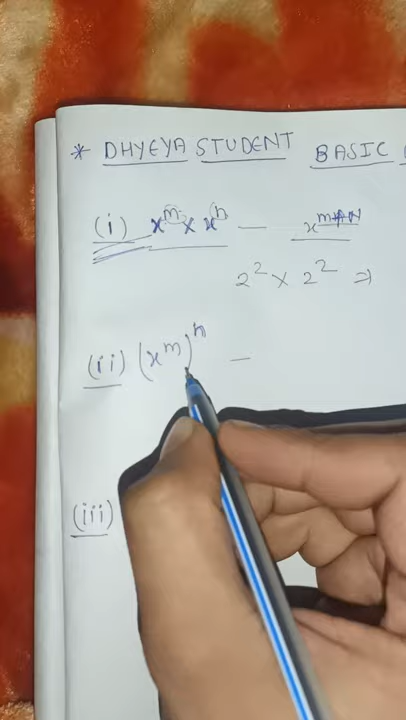 * DHYEYA STUDENT BASIC
(i) x^m × x^n — x^m+n
2^2 × 2^2 ⇒
(ii) (x^m)^n —
(iii)